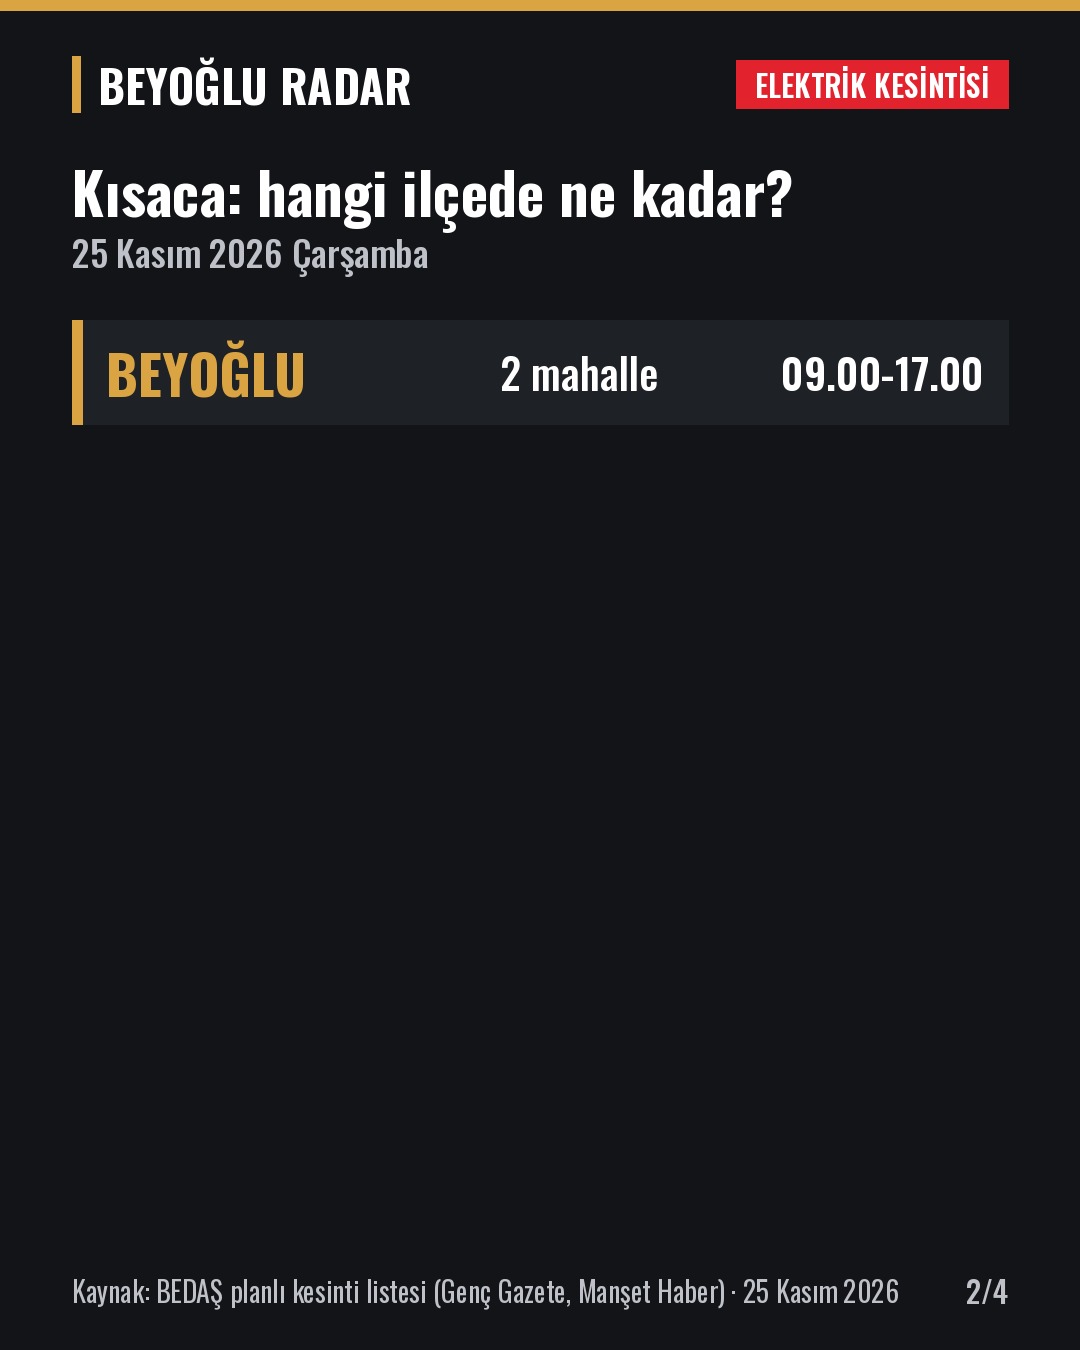 BEYOĞLU RADAR
ELEKTRİK KESİNTİSİ
Kısaca: hangi ilçede ne kadar?
25 Kasım 2026 Çarşamba
BEYOĞLU 2 mahalle 09.00-17.00
Kaynak: BEDAŞ planlı kesinti listesi (Genç Gazete, Manşet Haber) · 25 Kasım 2026 2/4